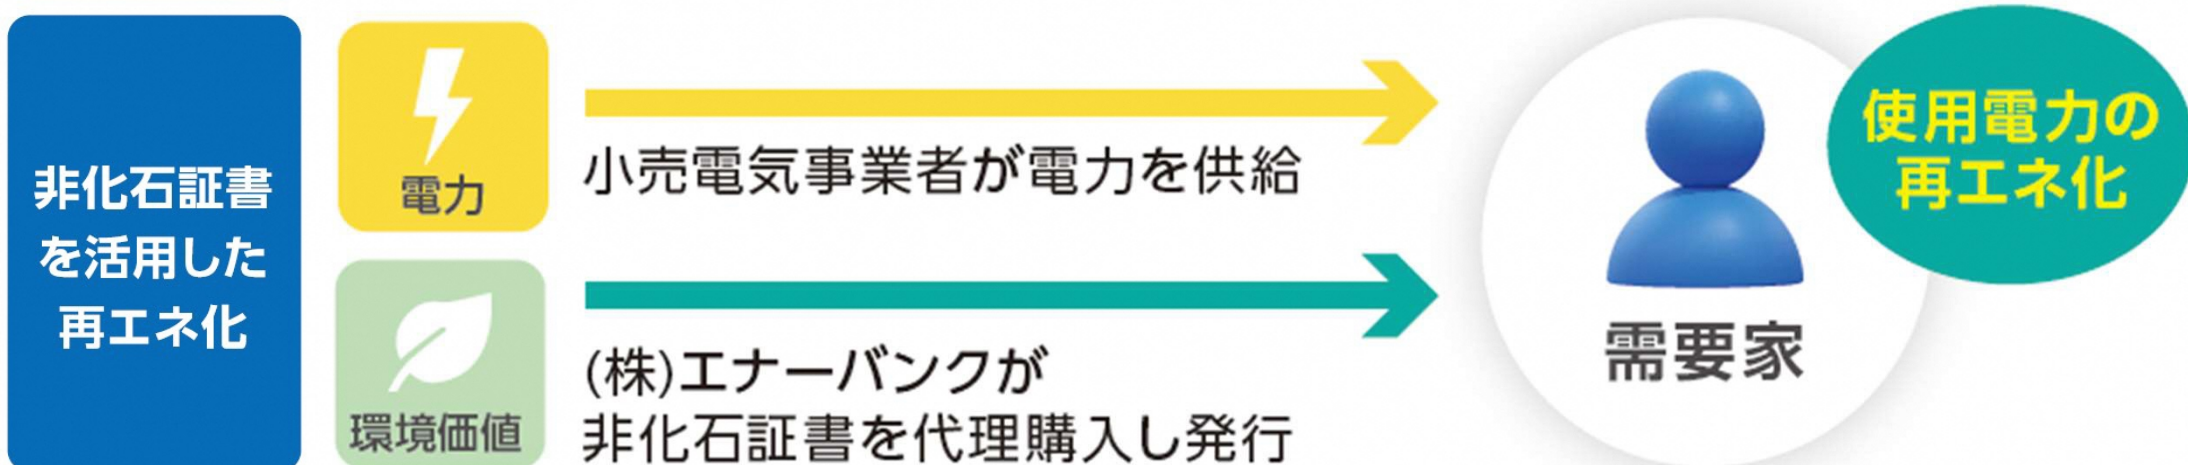 非化石証書
を活用した
再エネ化
電力
小売電気事業者が電力を供給
環境価値
(株)エナーバンクが
非化石証書を代理購入し発行
需要家
使用電力の
再エネ化